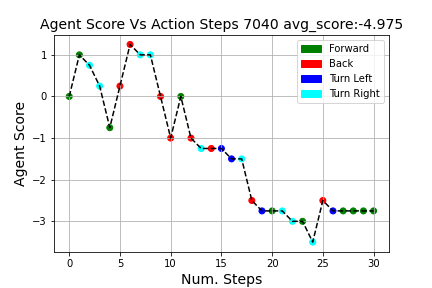 Agent Score Vs Action Steps 7040 avg_score:-4.975
Forward
Back
Turn Left
Turn Right
Agent Score
1
0
−1
−2
−3
0 5 10 15 20 25 30
Num. Steps